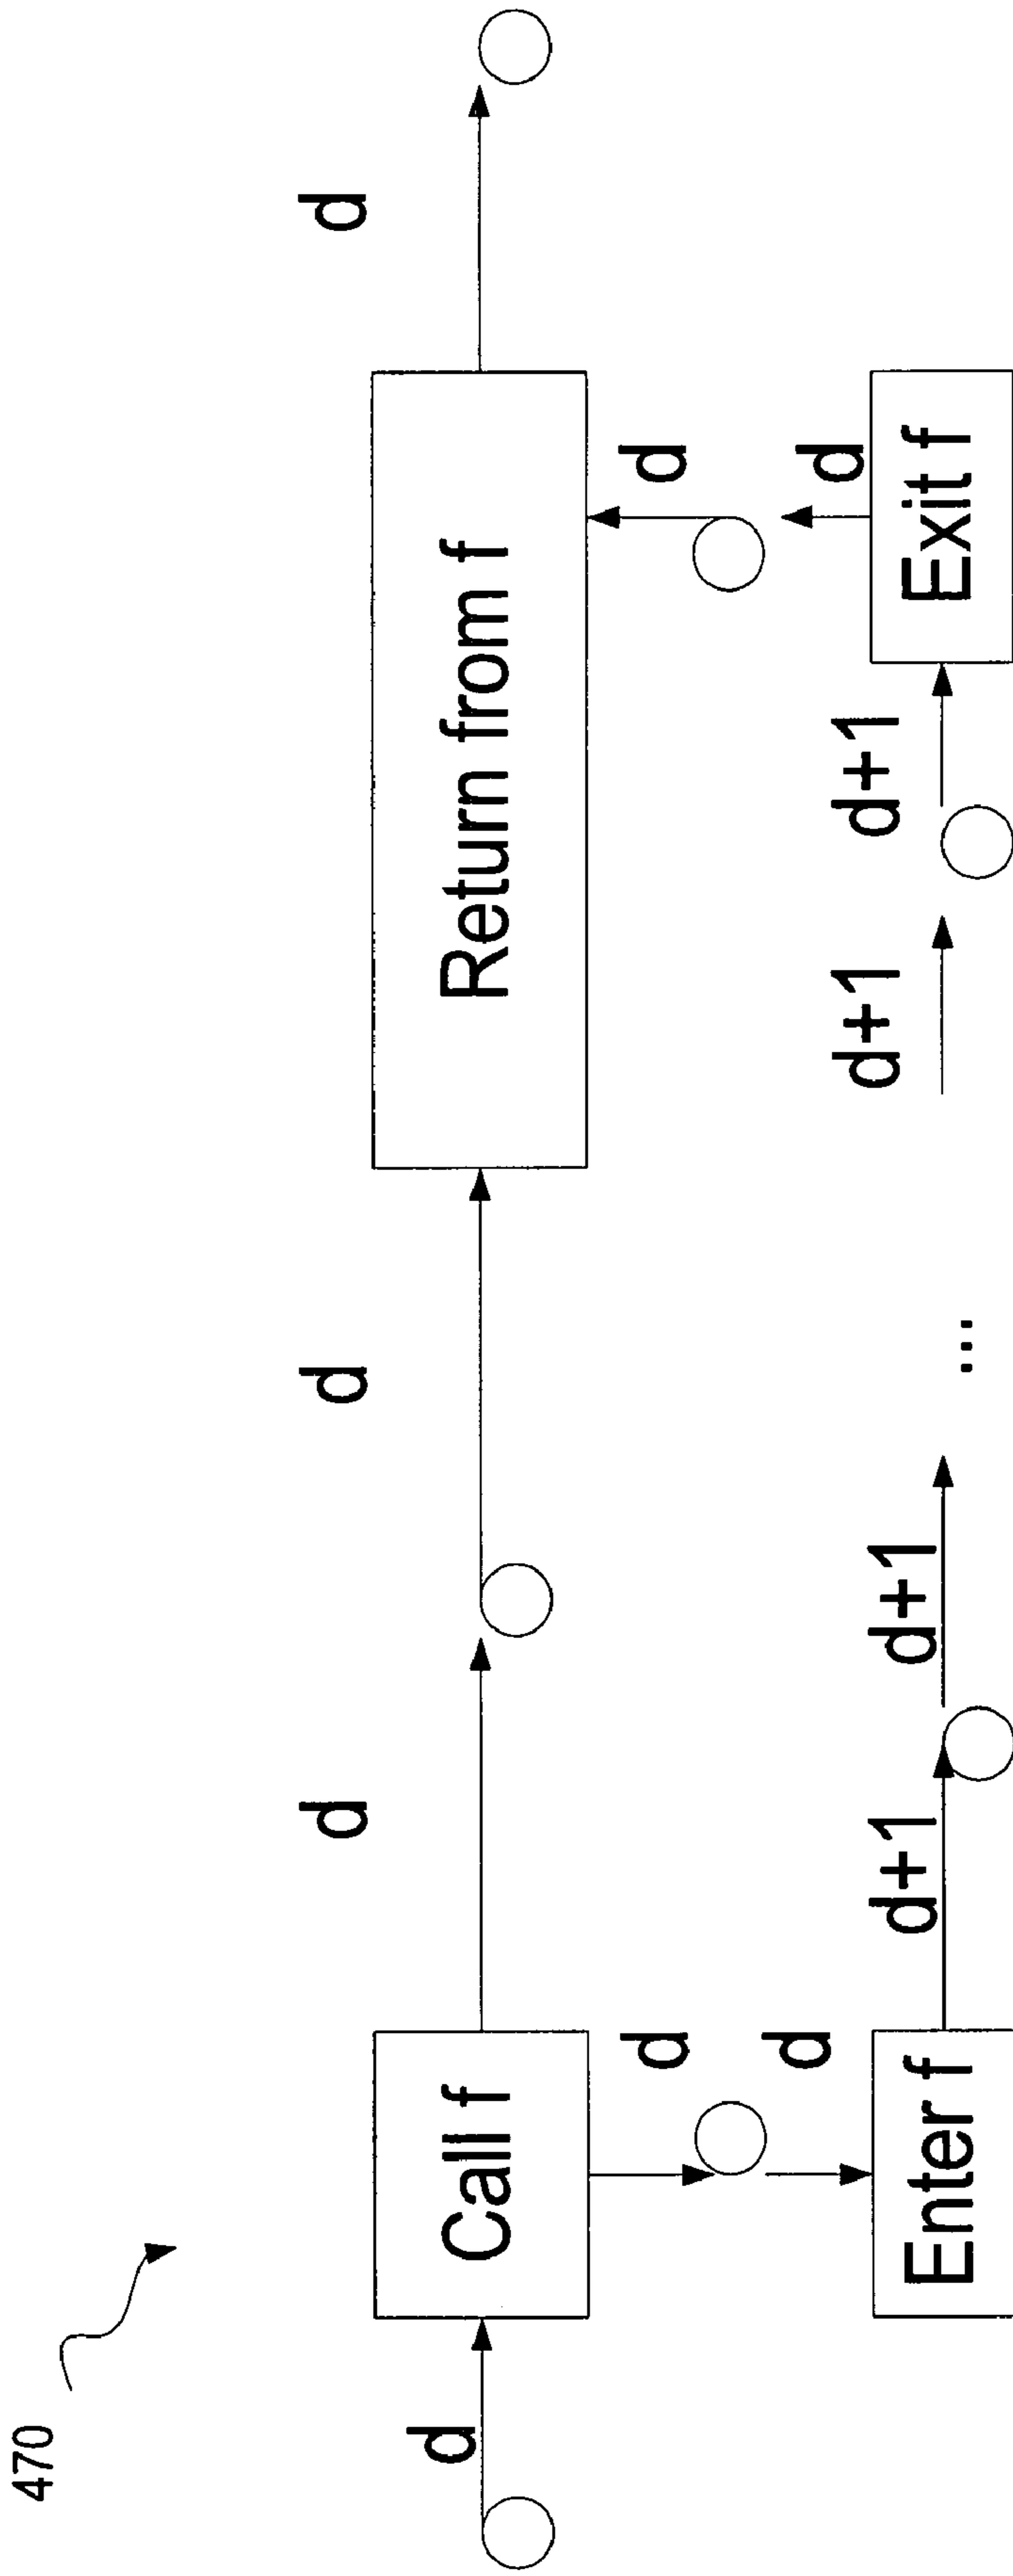 470
d
d
d
d
Call f
Return from f
d
d
d
d
d+1
d+1
d+1
d+1
Enter f
...
Exit f